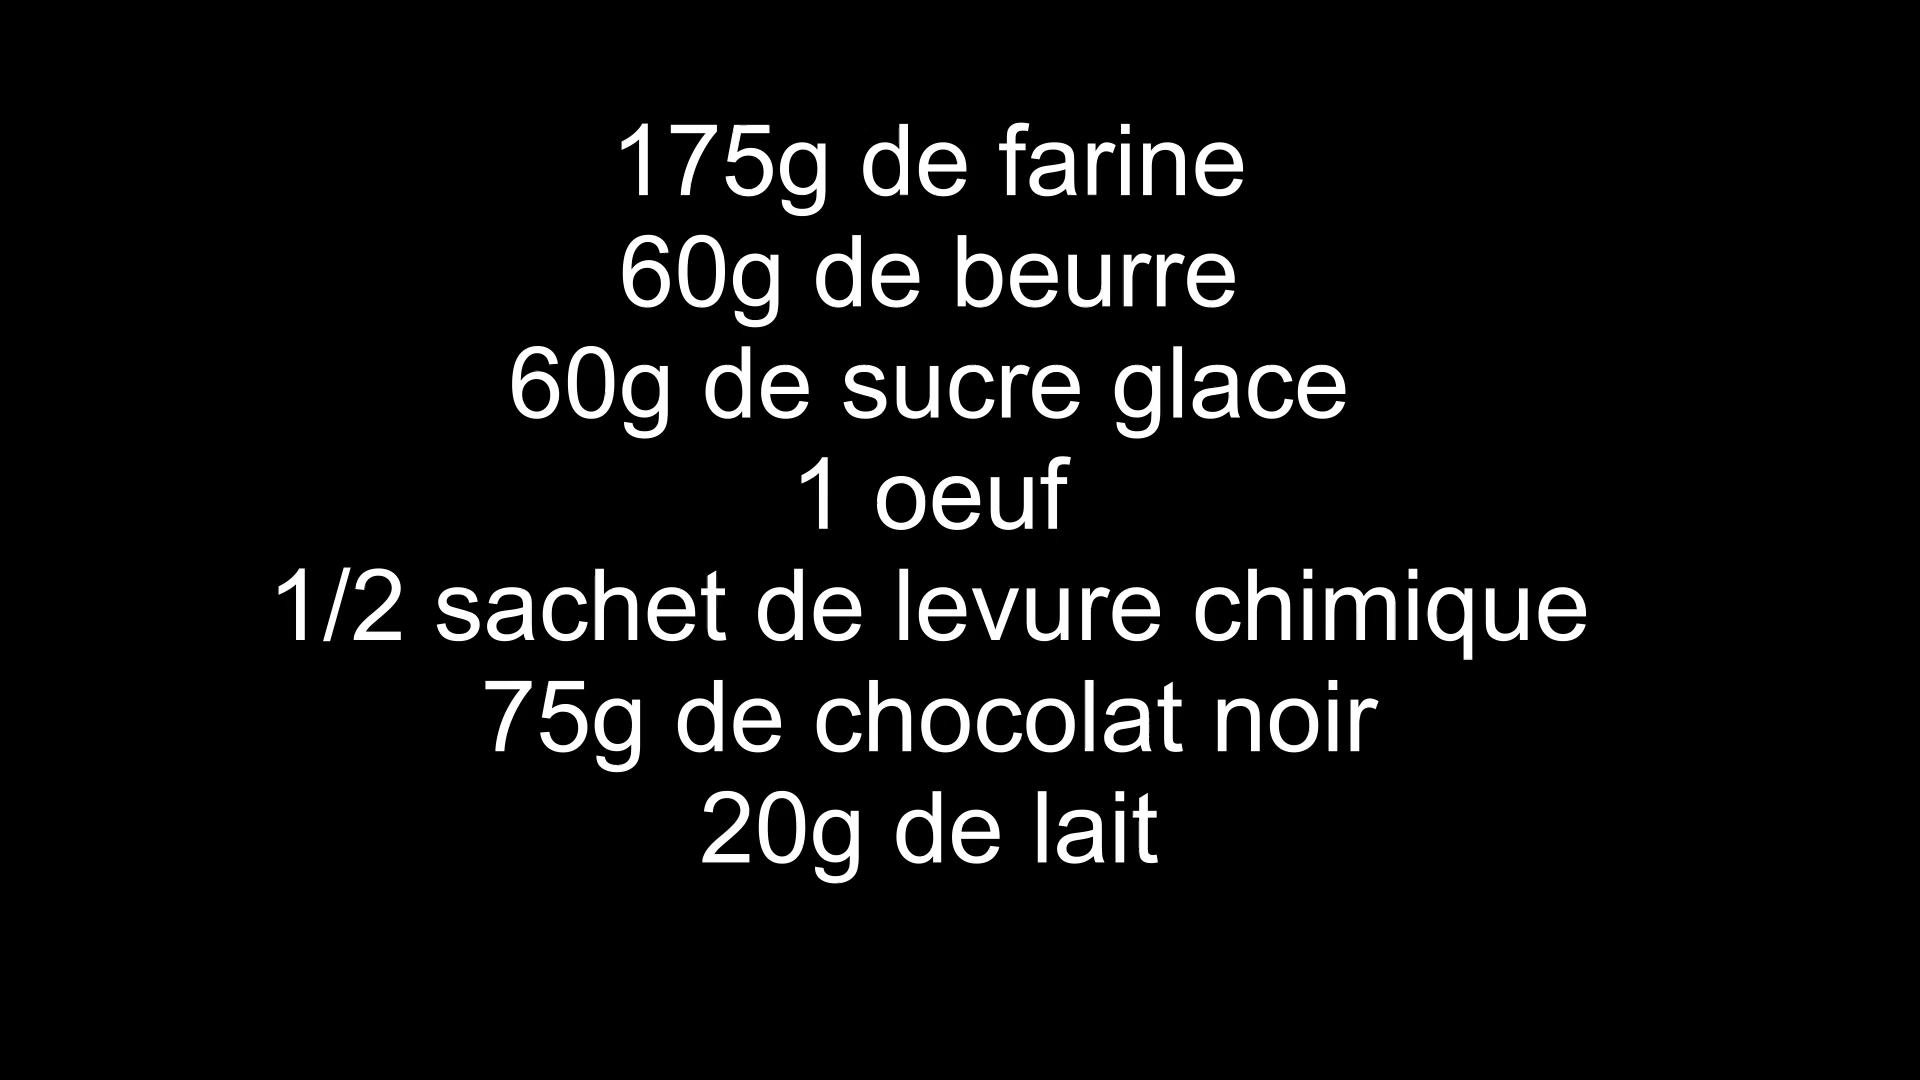 175g de farine
60g de beurre
60g de sucre glace
1 oeuf
1/2 sachet de levure chimique
75g de chocolat noir
20g de lait